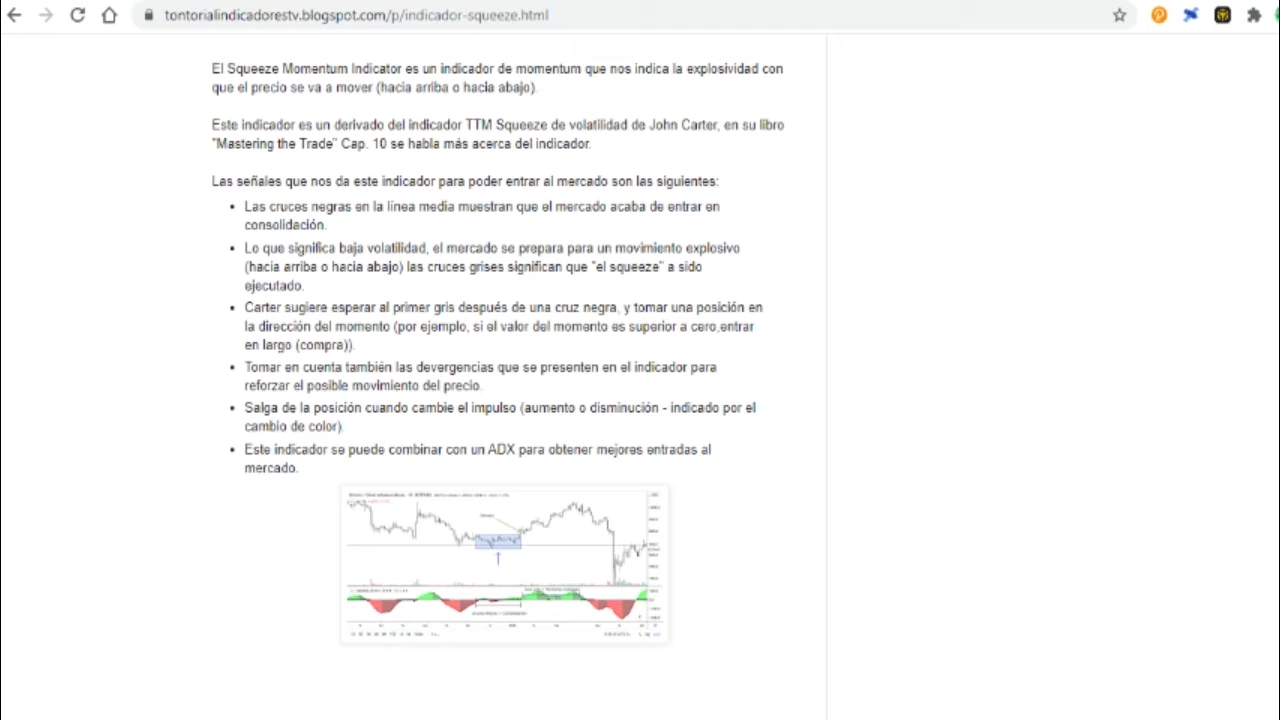 tontorialindicadorestv.blogspot.com/p/indicador-squeeze.html
El Squeeze Momentum Indicator es un indicador de momentum que nos indica la explosividad con
que el precio se va a mover (hacia arriba o hacia abajo).
Este indicador es un derivado del indicador TTM Squeeze de volatilidad de John Carter, en su libro
"Mastering the Trade" Cap. 10 se habla más acerca del indicador.
Las señales que nos da este indicador para poder entrar al mercado son las siguientes:
• Las cruces negras en la línea media muestran que el mercado acaba de entrar en
consolidación.
• Lo que significa baja volatilidad, el mercado se prepara para un movimiento explosivo
(hacia arriba o hacia abajo) las cruces grises significan que "el squeeze" a sido
ejecutado.
• Carter sugiere esperar al primer gris después de una cruz negra, y tomar una posición en
la dirección del momento (por ejemplo, si el valor del momento es superior a cero,entrar
en largo (compra)).
• Tomar en cuenta también las devergencias que se presenten en el indicador para
reforzar el posible movimiento del precio.
• Salga de la posición cuando cambie el impulso (aumento o disminución - indicado por el
cambio de color).
• Este indicador se puede combinar con un ADX para obtener mejores entradas al
mercado.